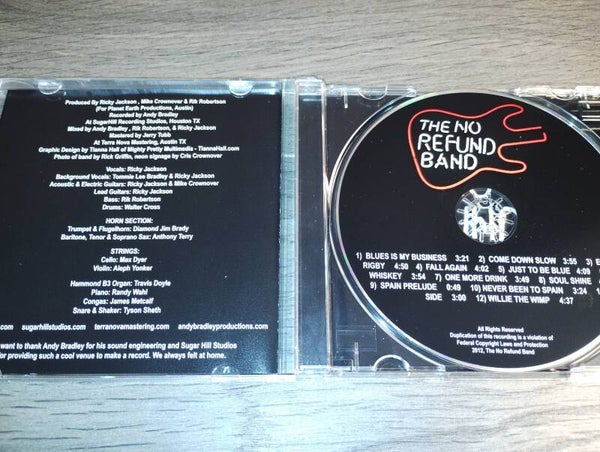 Produced By Ricky Jackson , Mike Crownover & Rik Robertson
(For Planet Earth Productions, Austin)
Recorded by Andy Bradley
At SugarHill Recording Studios, Houston TX
Mixed by Andy Bradley , Rik Robertson, & Ricky Jackson
Mastered by Jerry Tubb
At Terra Nova Mastering, Austin TX
Graphic Design by Tianna Hall of Mighty Pretty Multimedia - TiannaHall.com
Photo of band by Rick Griffin, neon signage by Cris Crownover
Vocals: Ricky Jackson
Background Vocals: Tommie Lee Bradley & Ricky Jackson
Acoustic & Electric Guitars: Ricky Jackson & Mike Crownover
Lead Guitars: Ricky Jackson
Bass: Rik Robertson
Drums: Walter Cross
HORN SECTION:
Trumpet & Flugelhorn: Diamond Jim Brady
Baritone, Tenor & Soprano Sax: Anthony Terry
STRINGS:
Cello: Max Dyer
Violin: Aleph Yonker
Hammond B3 Organ: Travis Doyle
Piano: Randy Wahl
Congas: James Metcalf
Snare & Shaker: Tyson Sheth
.com sugarhillstudios.com terranovamastering.com andybradleyproductions.com
want to thank Andy Bradley for his sound engineering and Sugar Hill Studios
for providing such a cool venue to make a record. We always felt at home.
THE NO
REFUND
BAND
1) BLUES IS MY BUSINESS 3:21 2) COME DOWN SLOW 3:55 3) E
RIGBY 4:50 4) FALL AGAIN 4:02 5) JUST TO BE BLUE 4:09
WHISKEY 3:54 7) ONE MORE DRINK 3:49 8) SOUL SHINE
9) SPAIN PRELUDE 0:49 10) NEVER BEEN TO SPAIN 3:24
SIDE 3:00 12) WILLIE THE WIMP 4:37
All Rights Reserved
Duplication of this recording is a violation of
Federal Copyright Laws and Protection
2012, The No Refund Band